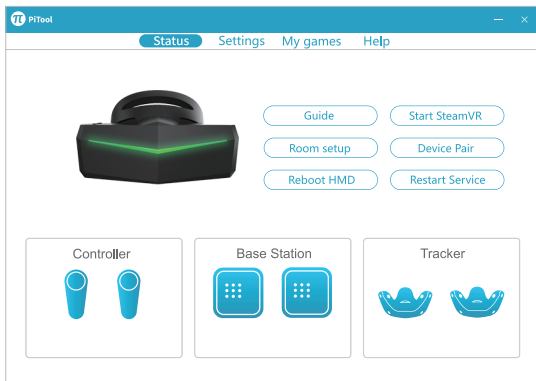 PiTool
Status Settings My games Help
Guide Start SteamVR
Room setup Device Pair
Reboot HMD Restart Service
Controller Base Station Tracker